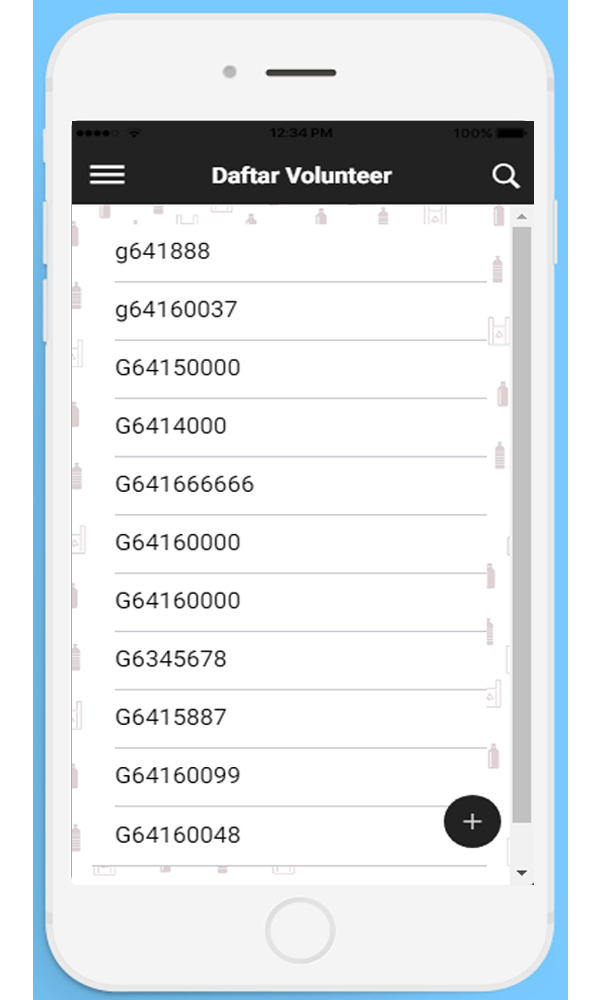 12:34 PM 100%
Daftar Volunteer
g641888
g64160037
G64150000
G6414000
G641666666
G64160000
G64160000
G6345678
G6415887
G64160099
G64160048